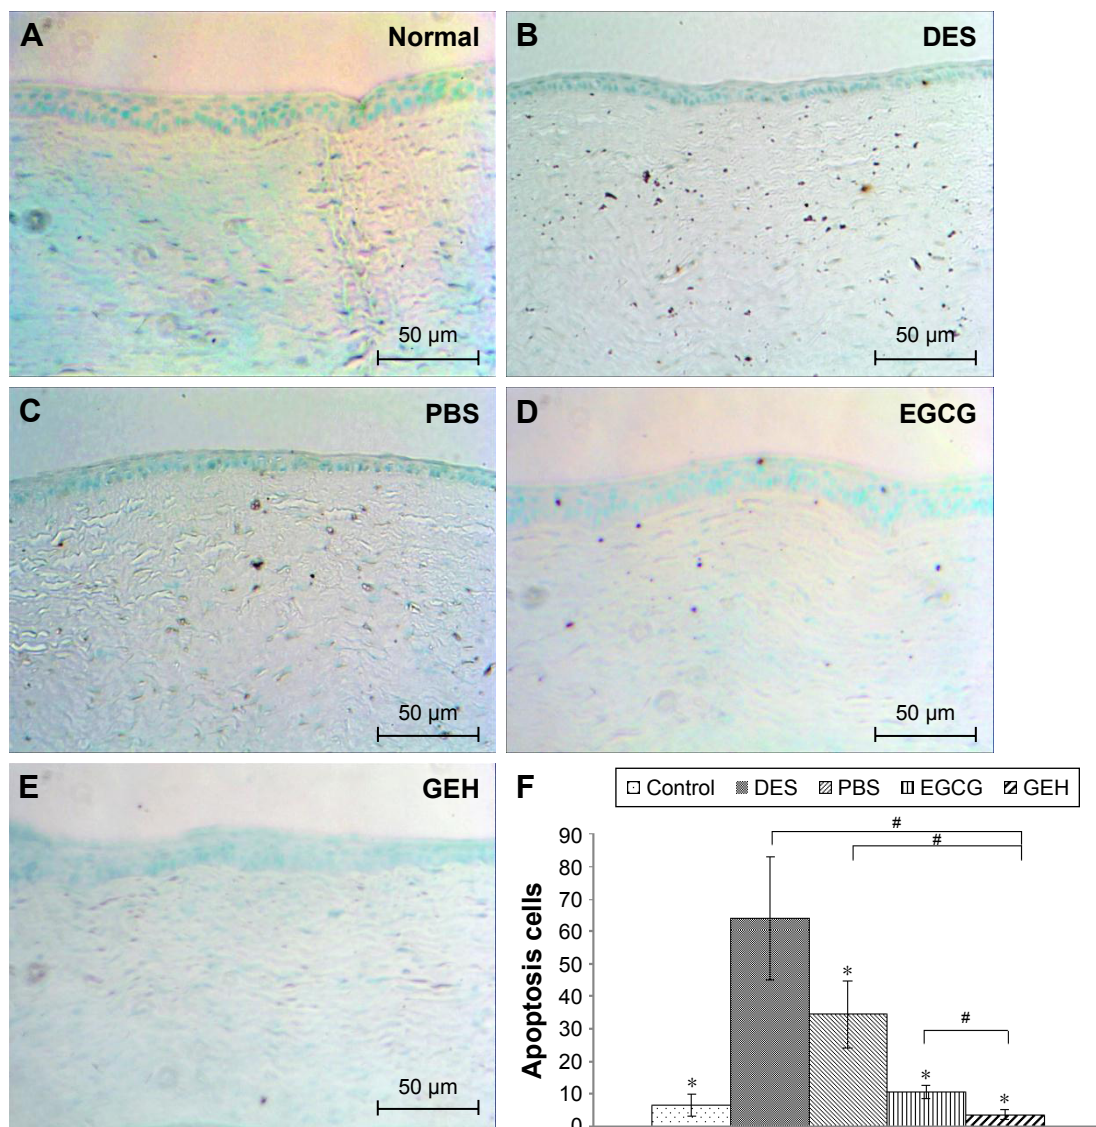 A Normal
50 µm
B DES
50 µm
C PBS
50 µm
D EGCG
50 µm
E GEH
50 µm
F
Control DES PBS EGCG GEH
Apoptosis cells
90
80
70
60
50
40
30
20
10
0
#
#
*
#
*
*
*